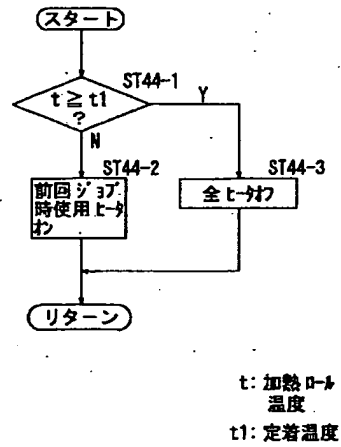 スタート
ST44-1
t≧t1
?
Y
N
ST44-2
ST44-3
前回ジョブ
時使用ヒータ
オン
全ヒータオフ
リターン
t:加熱ロール
温度
t1:定着温度